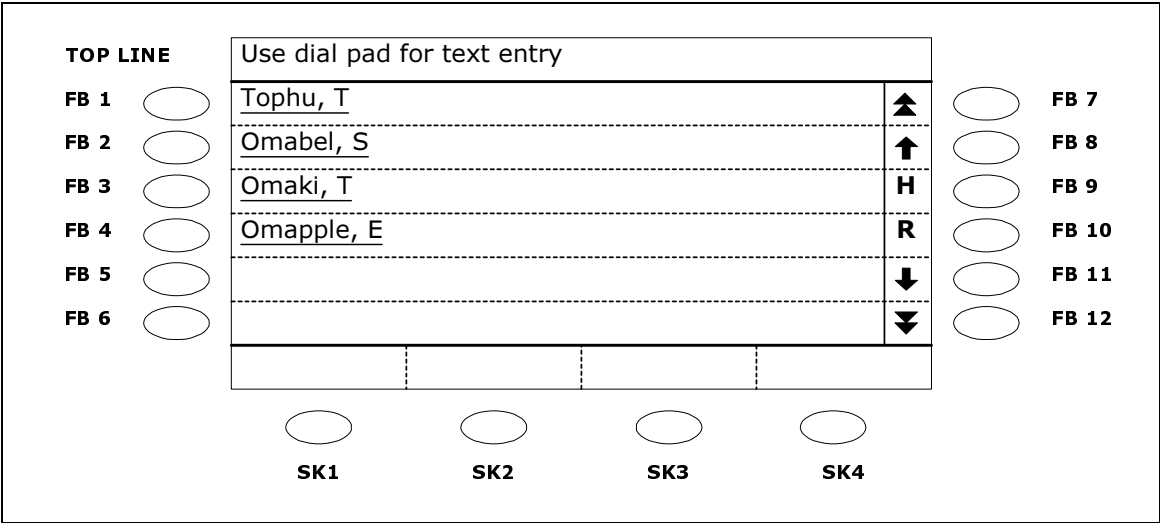 TOP LINE Use dial pad for text entry
FB 1 Tophu, T FB 7
FB 2 Omabel, S FB 8
FB 3 Omaki, T H FB 9
FB 4 Omapple, E R FB 10
FB 5 FB 11
FB 6 FB 12
SK1 SK2 SK3 SK4